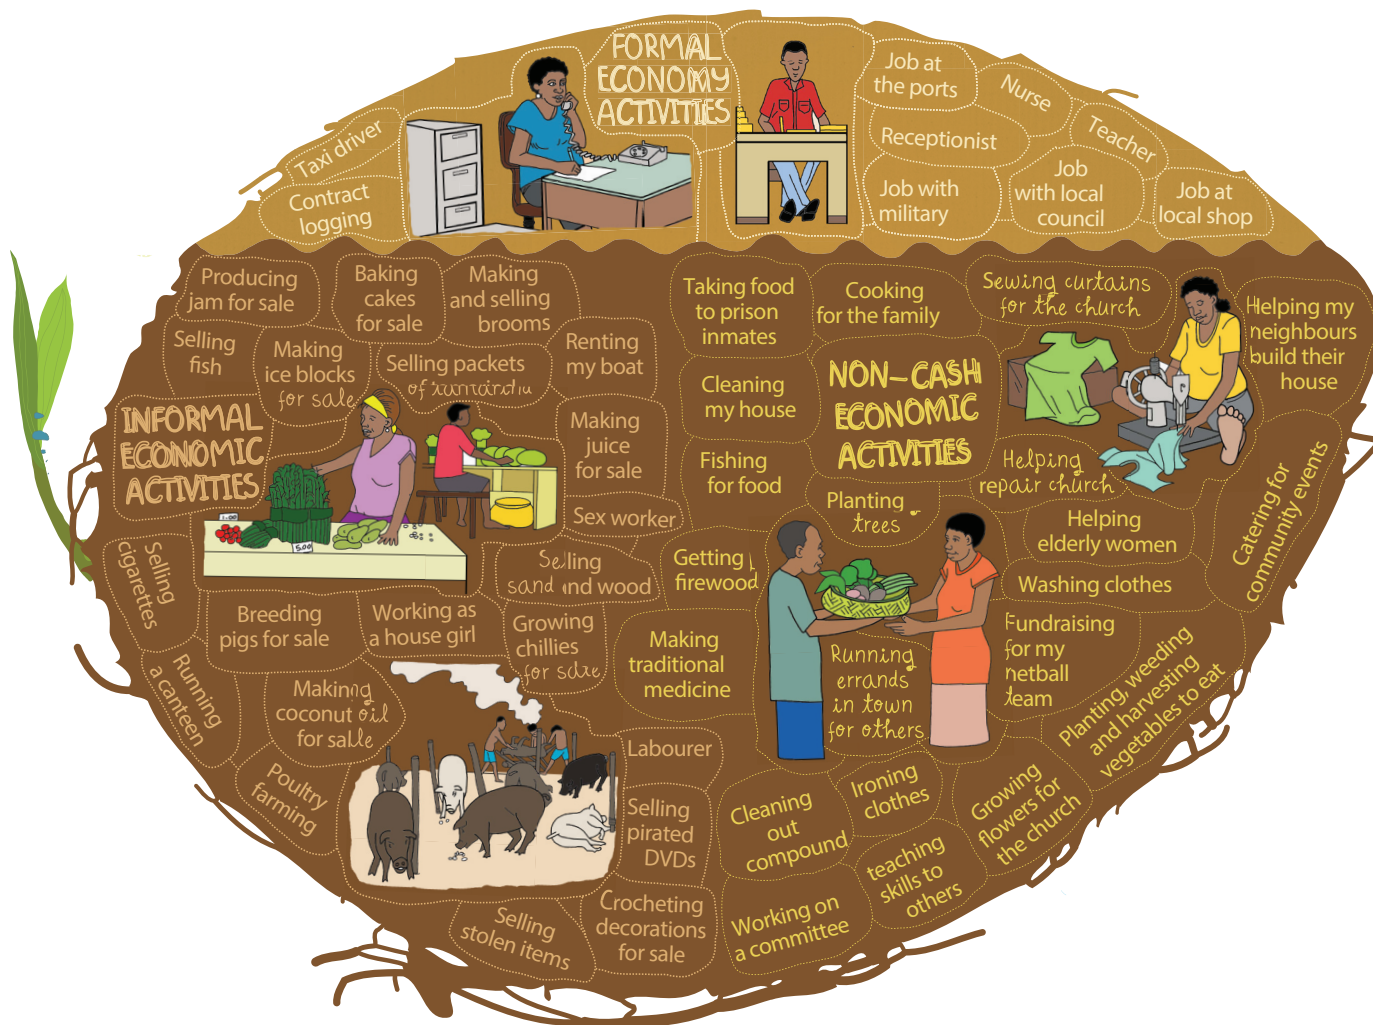 FORMAL
ECONOMY
ACTIVITIES
Taxi driver
Contract
logging
Job at
the ports
Nurse
Receptionist
Teacher
Job with
military
Job
with local
council
Job at
local shop
Producing
jam for sale
Baking
cakes
for sale
Making
and selling
brooms
Selling
fish
Making
ice blocks
for sale
Selling packets
of
Renting
my boat
INFORMAL
ECONOMIC
ACTIVITIES
Making
juice
for sale
1.00
5.00
Sex worker
Selling
cigarettes
Selling
sand and wood
Breeding
pigs for sale
Working as
a house girl
Growing
chillies
for sale
Running
a canteen
Making
coconut oil
for salle
Poultry
farming
Labourer
Selling
pirated
DVDs
Selling
stolen items
Crocheting
decorations
for sale
Taking food
to prison
inmates
Cooking
for the family
Sewing curtains
for the church
Helping my
neighbours
build their
house
Cleaning
my house
NON-CASH
ECONOMIC
ACTIVITIES
Fishing
for food
Planting
trees
Helping
repair church
Catering for
community events
Helping
elderly women
Getting
firewood
Washing clothes
Making
traditional
medicine
Running
errands
in town
for others
Fundraising
for my
netball
team
Planting, weeding
and harvesting
vegetables to eat
Cleaning
out
compound
Ironing
clothes
Growing
flowers for
the church
teaching
skills to
others
Working on
a committee